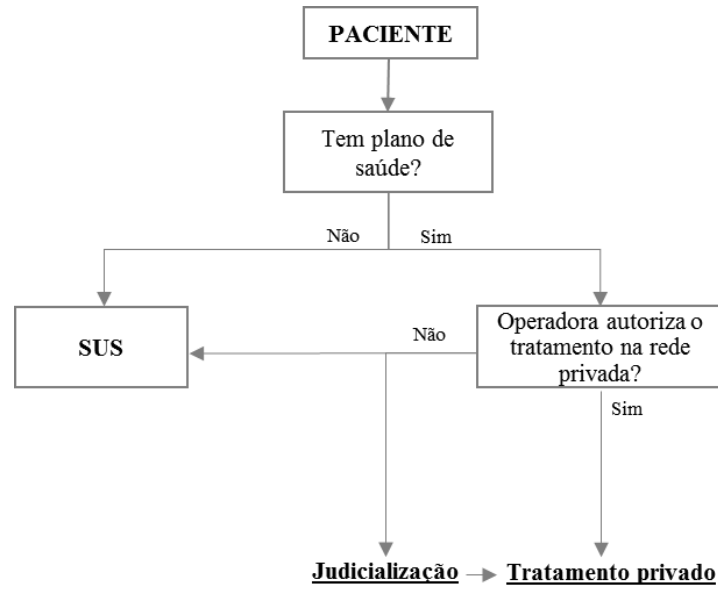 PACIENTE
Tem plano de
saúde?
Não
Sim
SUS
Não
Operadora autoriza o
tratamento na rede
privada?
Sim
Judicialização
Tratamento privado